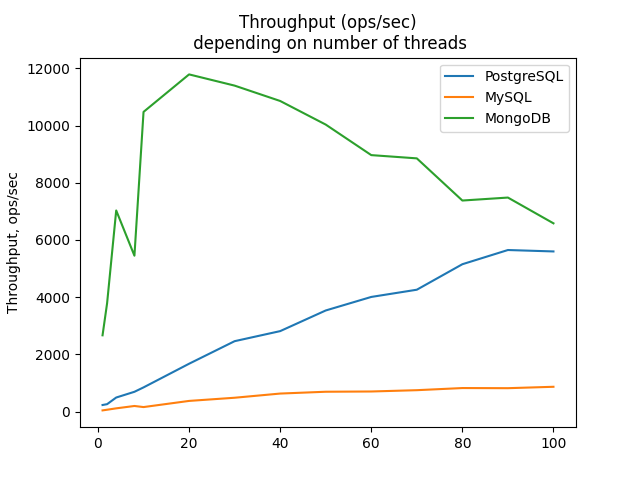 Throughput (ops/sec)
depending on number of threads
PostgreSQL
MySQL
MongoDB
Throughput, ops/sec
12000
10000
8000
6000
4000
2000
0
0 20 40 60 80 100